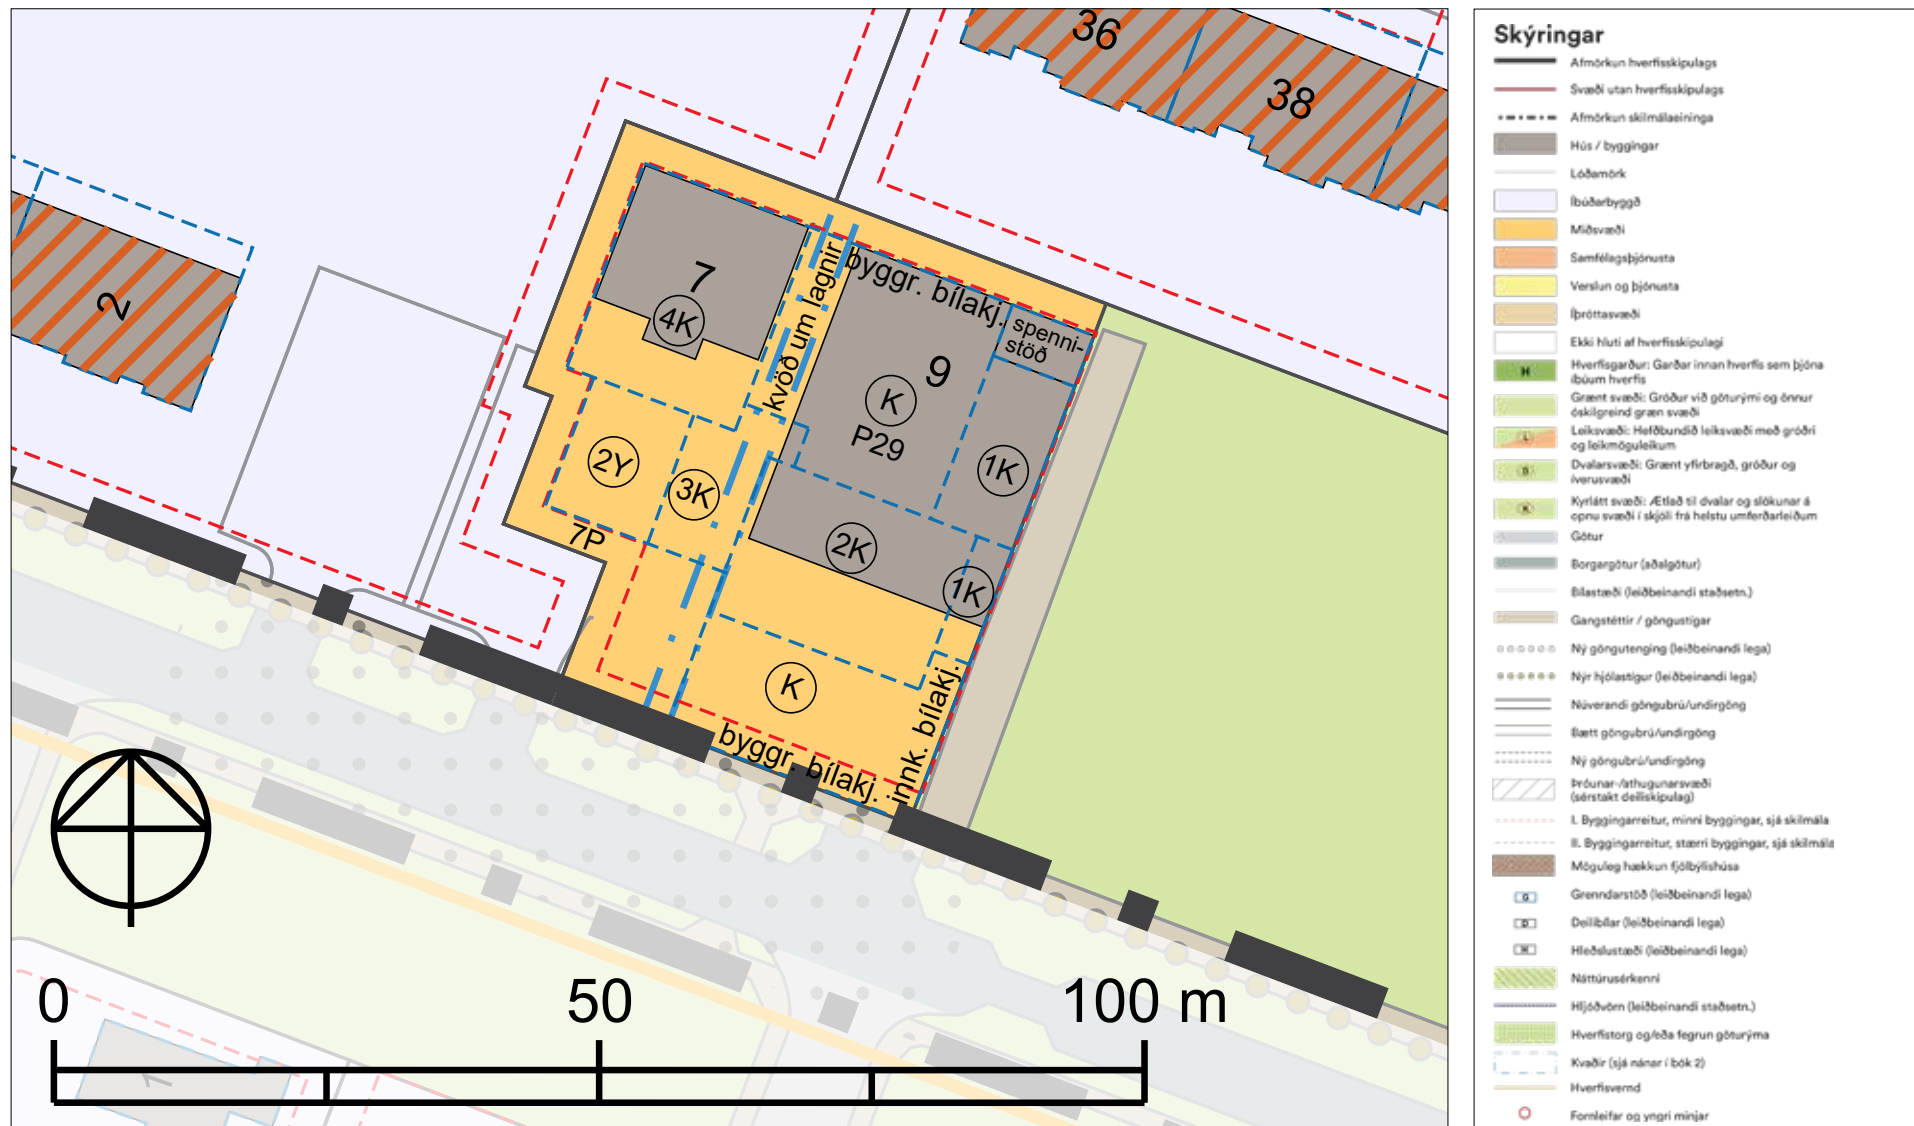 36
38
2
7
4K
kvöð um lagnir
byggr. bílakj.
spenni-
stöð
9
K
P29
1K
2Y
3K
7P
2K
1K
K
byggr. bílakj.
innk. bílakj.
0
50
100 m
1
Skýringar
Afmörkun hverfisskipulags
Svæði utan hverfisskipulags
Afmörkun skilmálaeininga
Hús / byggingar
Lóðamörk
Íbúðarbyggð
Miðsvæði
Samfélagsþjónusta
Verslun og þjónusta
Íþróttasvæði
Ekki hluti af hverfisskipulagi
H
Hverfisgarður: Garðar innan hverfis sem þjóna
íbúum hverfis
Grænt svæði: Gróður við göturými og önnur
óskilgreind græn svæði
L
Leiksvæði: Hefðbundið leiksvæði með gróðri
og leikmöguleikum
D
Dvalarsvæði: Grænt yfirbragð, gróður og
íverusvæði
K
Kyrlátt svæði: Ætlað til dvalar og slökunar á
opnu svæði í skjóli frá helstu umferðarleiðum
Götur
Borgargötur (aðalgötur)
Bílastæði (leiðbeinandi staðsetn.)
Gangstéttir / göngustígar
Ný göngutenging (leiðbeinandi lega)
Nýr hjólastígur (leiðbeinandi lega)
Núverandi göngubrú/undirgöng
Bætt göngubrú/undirgöng
Ný göngubrú/undirgöng
Þróunar-/athugunarsvæði
(sérstakt deiliskipulag)
I. Byggingarreitur, minni byggingar, sjá skilmála
II. Byggingarreitur, stærri byggingar, sjá skilmála
Möguleg hækkun fjölbýlishúsa
G
Grenndarstöð (leiðbeinandi lega)
D
Deilibílar (leiðbeinandi lega)
H
Hleðslustæði (leiðbeinandi lega)
Náttúrusérkenni
Hljóðvörn (leiðbeinandi staðsetn.)
Hverfistorg og/eða fegrun göturýma
Kvaðir (sjá nánar í bók 2)
Hverfisvernd
Fornleifar og yngri minjar